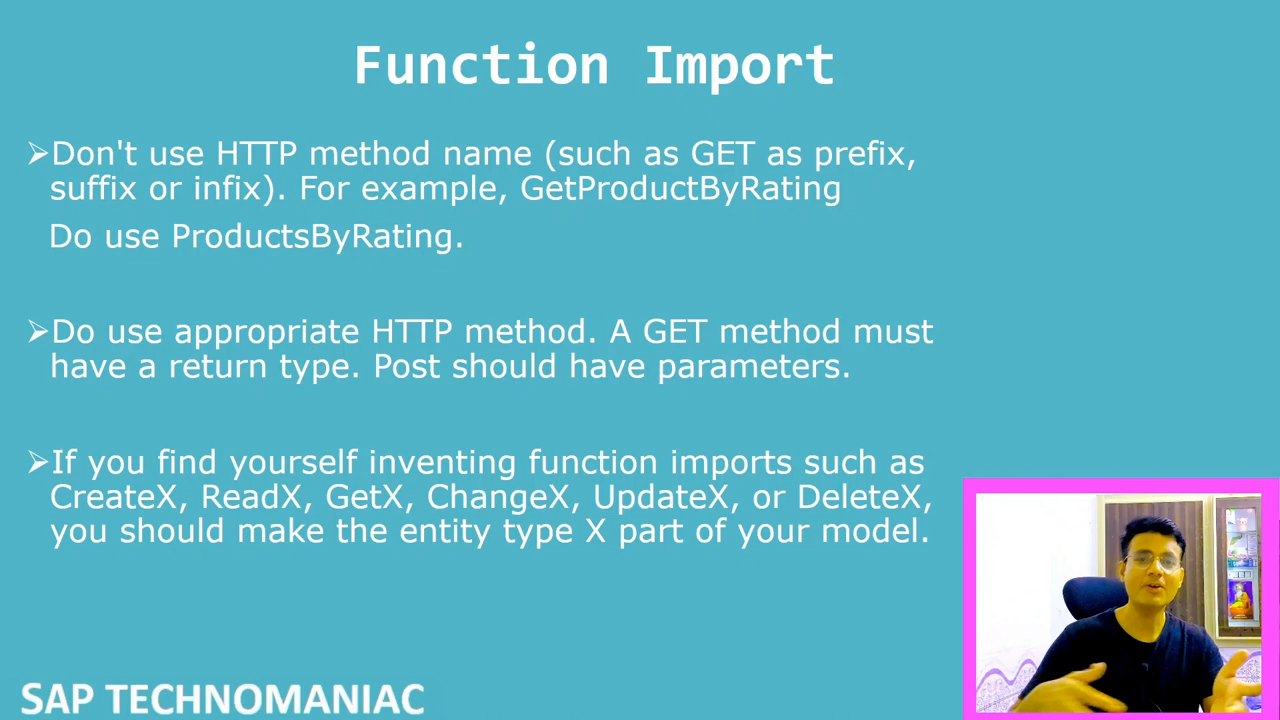 Function Import
➢Don't use HTTP method name (such as GET as prefix,
suffix or infix). For example, GetProductByRating
Do use ProductsByRating.
➢Do use appropriate HTTP method. A GET method must
have a return type. Post should have parameters.
➢If you find yourself inventing function imports such as
CreateX, ReadX, GetX, ChangeX, UpdateX, or DeleteX,
you should make the entity type X part of your model.
SAP TECHNOMANIAC